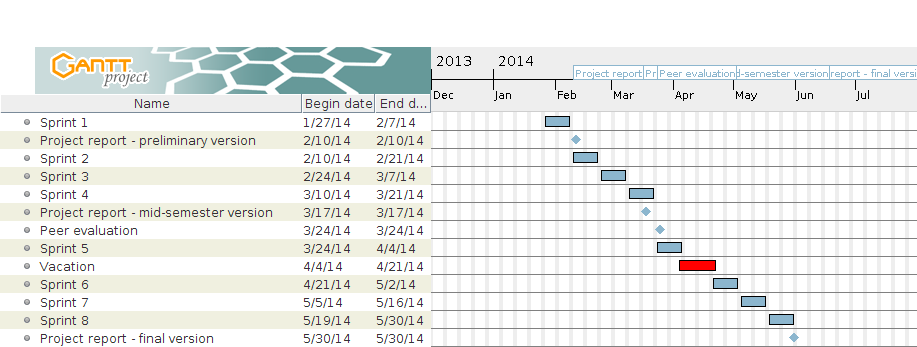 GANTT
project
2013 2014
Project report Pr Peer evaluation d-semester version report - final versi
Dec Jan Feb Mar Apr May Jun Jul
Name Begin date End d...
Sprint 1 1/27/14 2/7/14
Project report - preliminary version 2/10/14 2/10/14
Sprint 2 2/10/14 2/21/14
Sprint 3 2/24/14 3/7/14
Sprint 4 3/10/14 3/21/14
Project report - mid-semester version 3/17/14 3/17/14
Peer evaluation 3/24/14 3/24/14
Sprint 5 3/24/14 4/4/14
Vacation 4/4/14 4/21/14
Sprint 6 4/21/14 5/2/14
Sprint 7 5/5/14 5/16/14
Sprint 8 5/19/14 5/30/14
Project report - final version 5/30/14 5/30/14